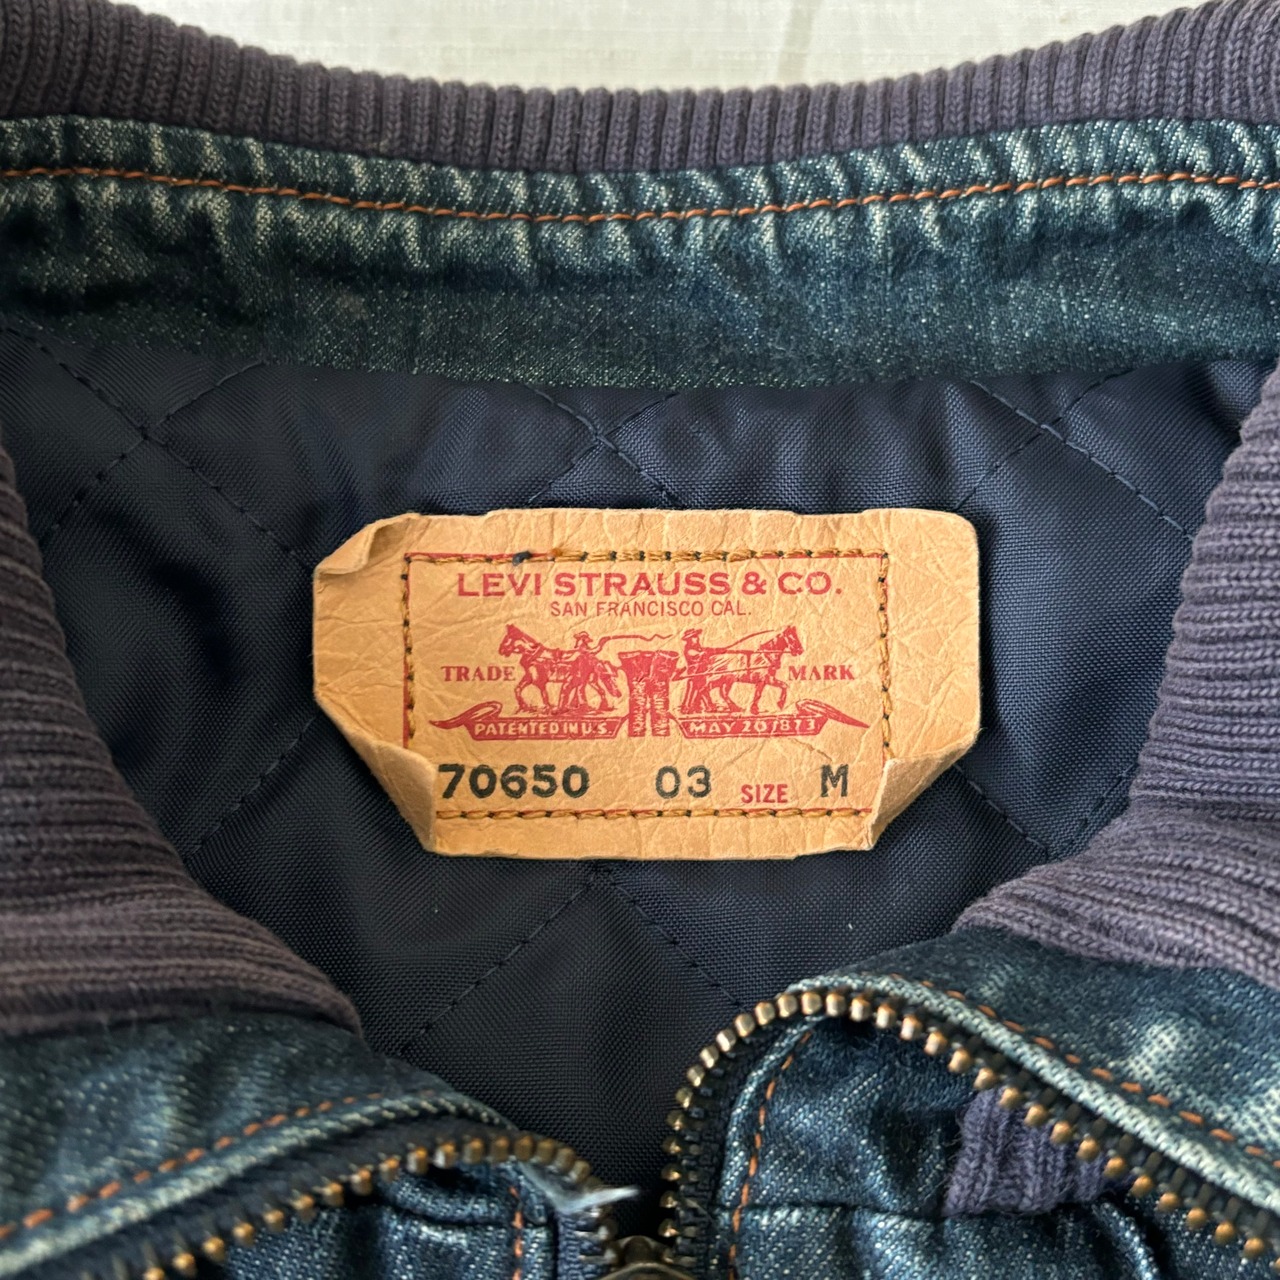 LEVI STRAUSS & CO.
SAN FRANCISCO CAL.
TRADE MARK
PATENTED IN U.S. MAY 20 1873
70650 03 SIZE M